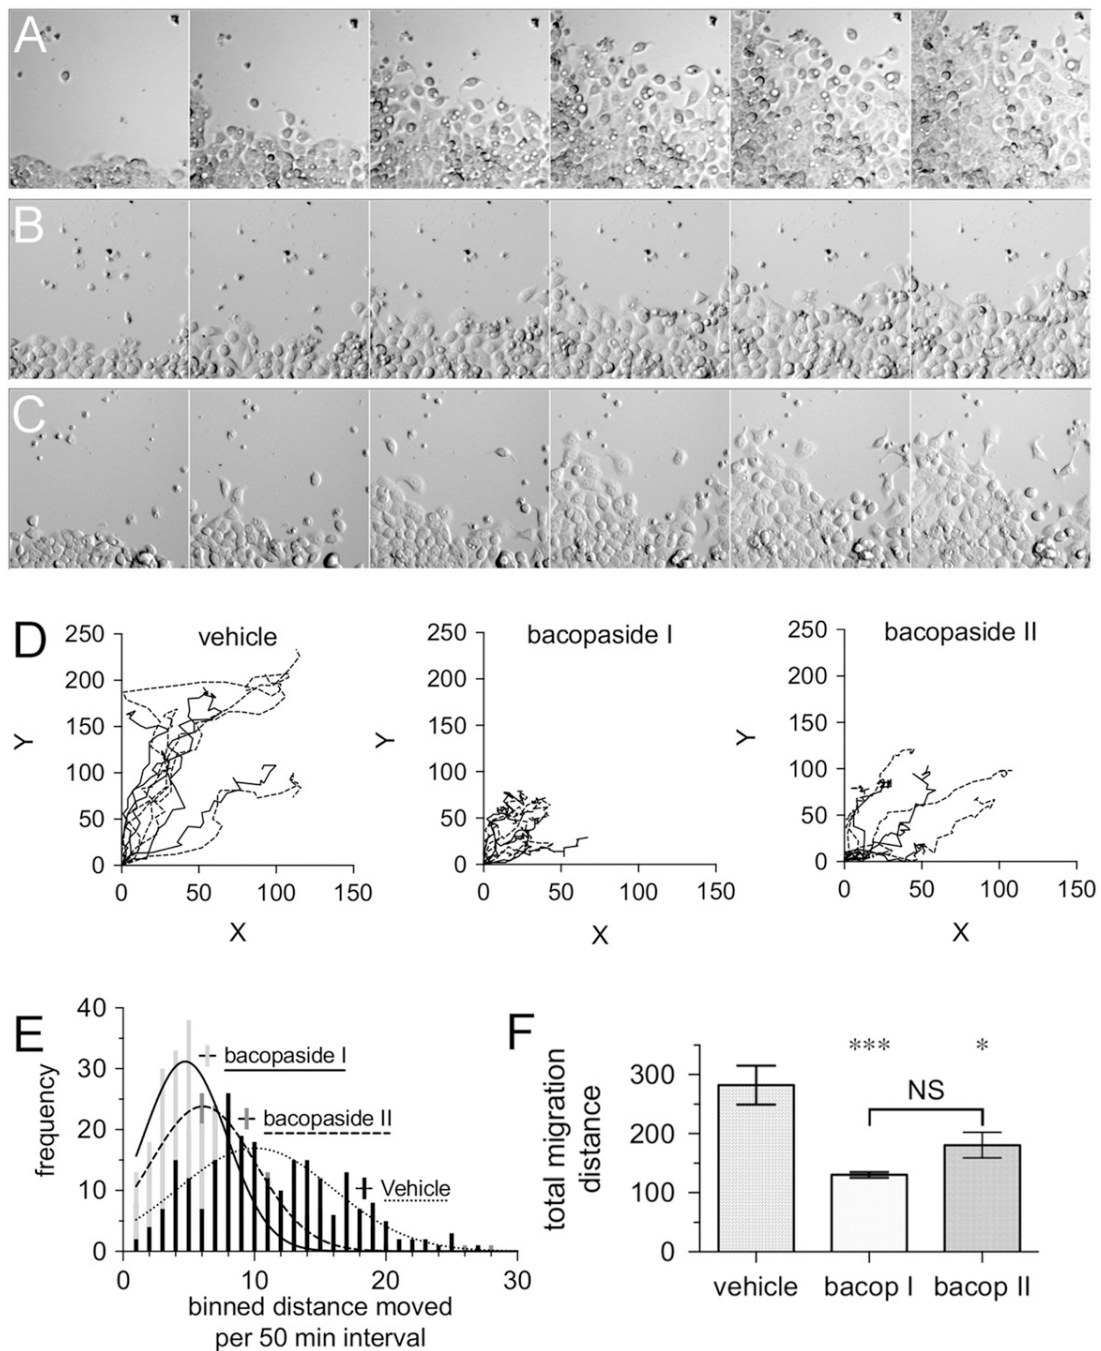 A
B
C
D
vehicle
250
200
150
100
50
0
Y
0 50 100 150
X
bacopaside I
250
200
150
100
50
0
Y
0 50 100 150
X
bacopaside II
250
200
150
100
50
0
Y
0 50 100 150
X
E
40
30
20
10
0
frequency
bacopaside I
bacopaside II
Vehicle
0 10 20 30
binned distance moved
per 50 min interval
F
total migration
distance
300
200
100
0
*** *
NS
vehicle bacop I bacop II